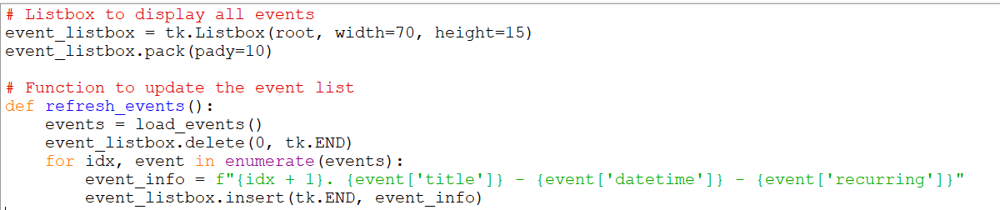 # Listbox to display all events
event_listbox = tk.Listbox(root, width=70, height=15)
event_listbox.pack(pady=10)

# Function to update the event list
def refresh_events():
    events = load_events()
    event_listbox.delete(0, tk.END)
    for idx, event in enumerate(events):
        event_info = f"{idx + 1}. {event['title']} - {event['datetime']} - {event['recurring']}"
        event_listbox.insert(tk.END, event_info)